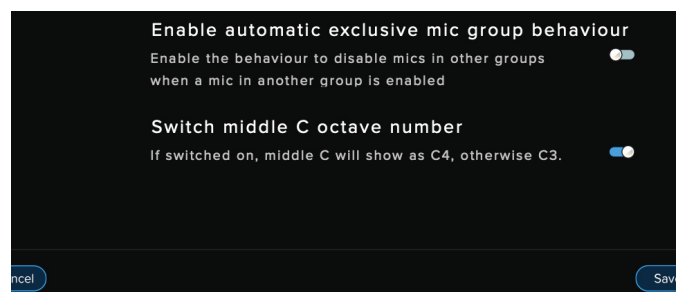 Enable automatic exclusive mic group behaviour
Enable the behaviour to disable mics in other groups
when a mic in another group is enabled
Switch middle C octave number
If switched on, middle C will show as C4, otherwise C3.
ncel
Save